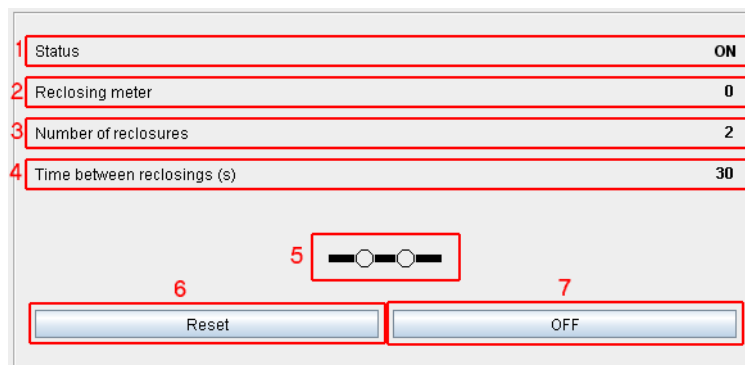 1 Status ON
2 Reclosing meter 0
3 Number of reclosures 2
4 Time between reclosings (s) 30
5
6 7
Reset OFF